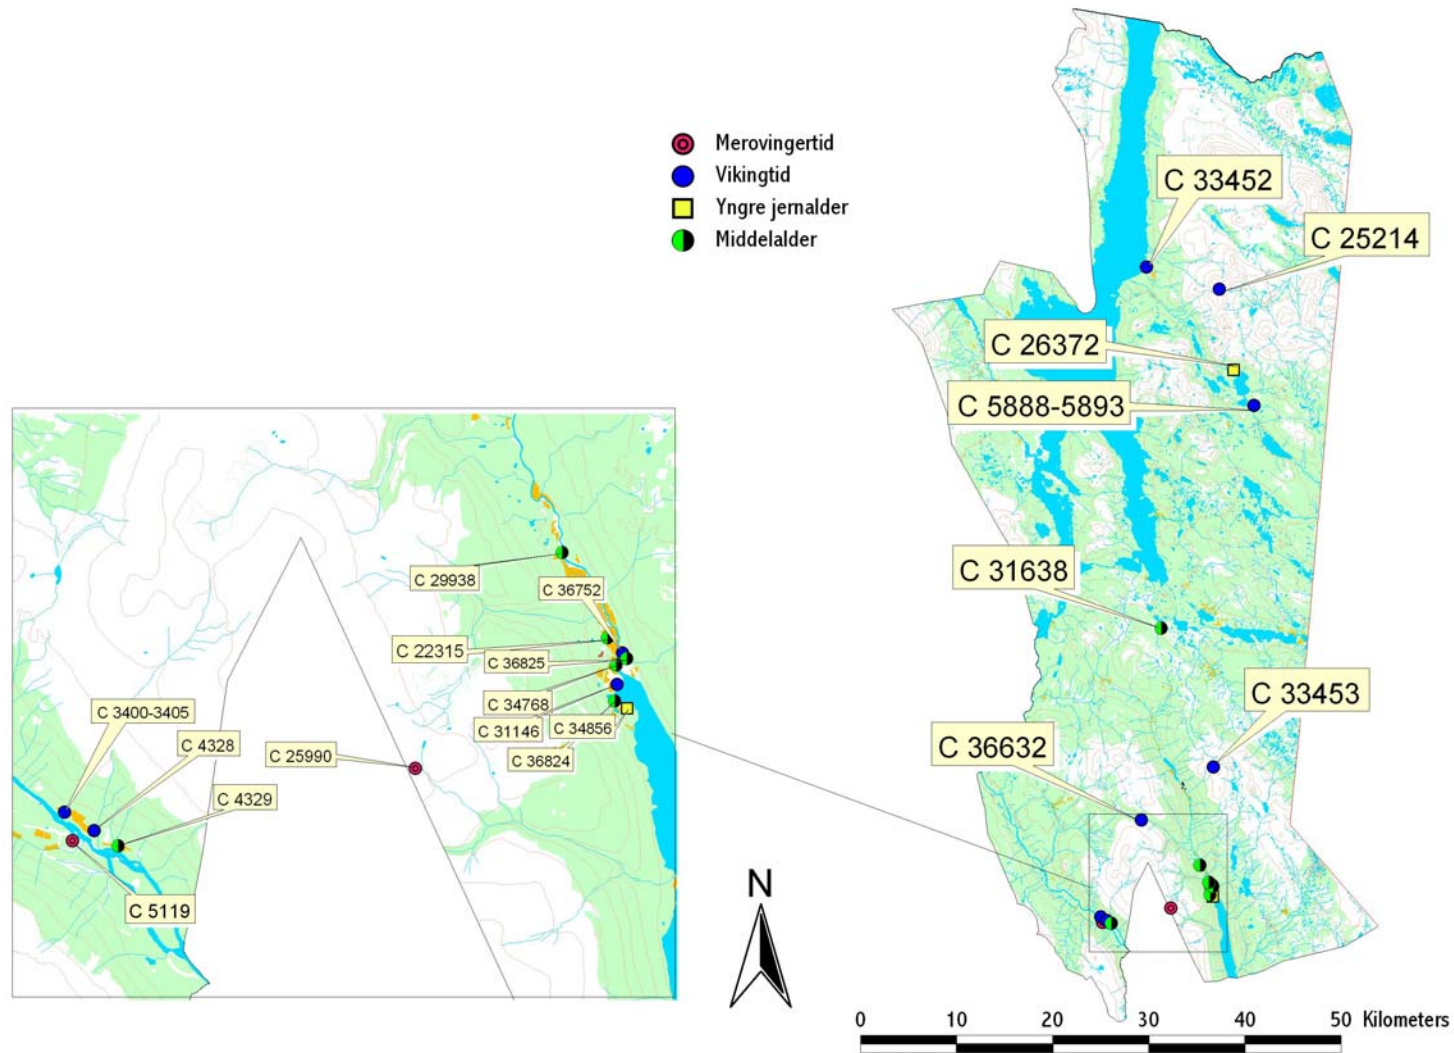 Merovingertid
Vikingtid
Yngre jernalder
Middelalder
C 33452
C 25214
C 26372
C 5888-5893
C 31638
C 33453
C 36632
C 29938
C 36752
C 22315
C 36825
C 34768
C 31146
C 34856
C 36824
C 3400-3405
C 4328
C 25990
C 4329
C 5119
N
0 10 20 30 40 50 Kilometers